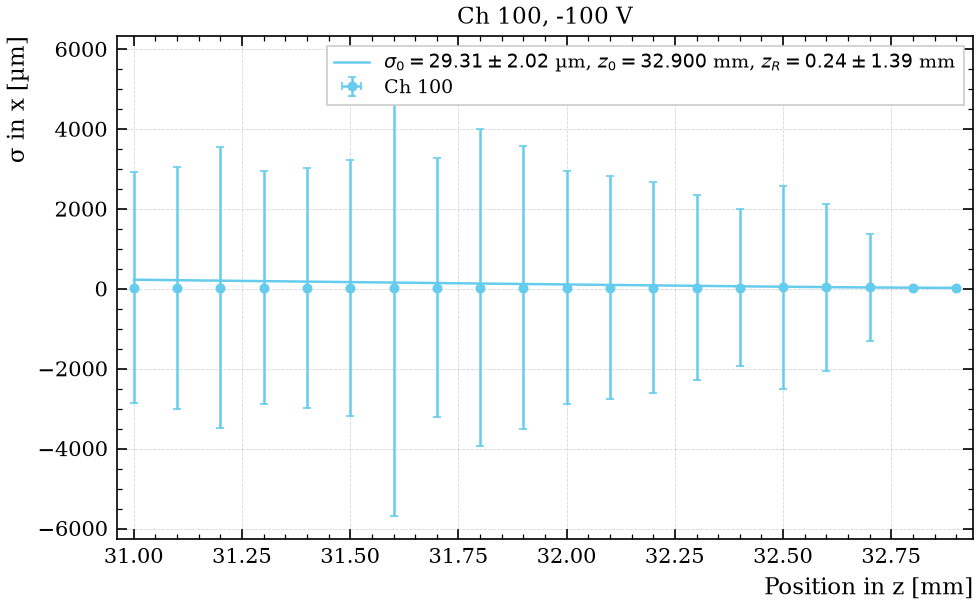 Ch 100, -100 V
σ in x [µm]
6000
4000
2000
0
−2000
−4000
−6000
σ₀ = 29.31 ± 2.02 µm, z₀ = 32.900 mm, z_R = 0.24 ± 1.39 mm
Ch 100
31.00 31.25 31.50 31.75 32.00 32.25 32.50 32.75
Position in z [mm]